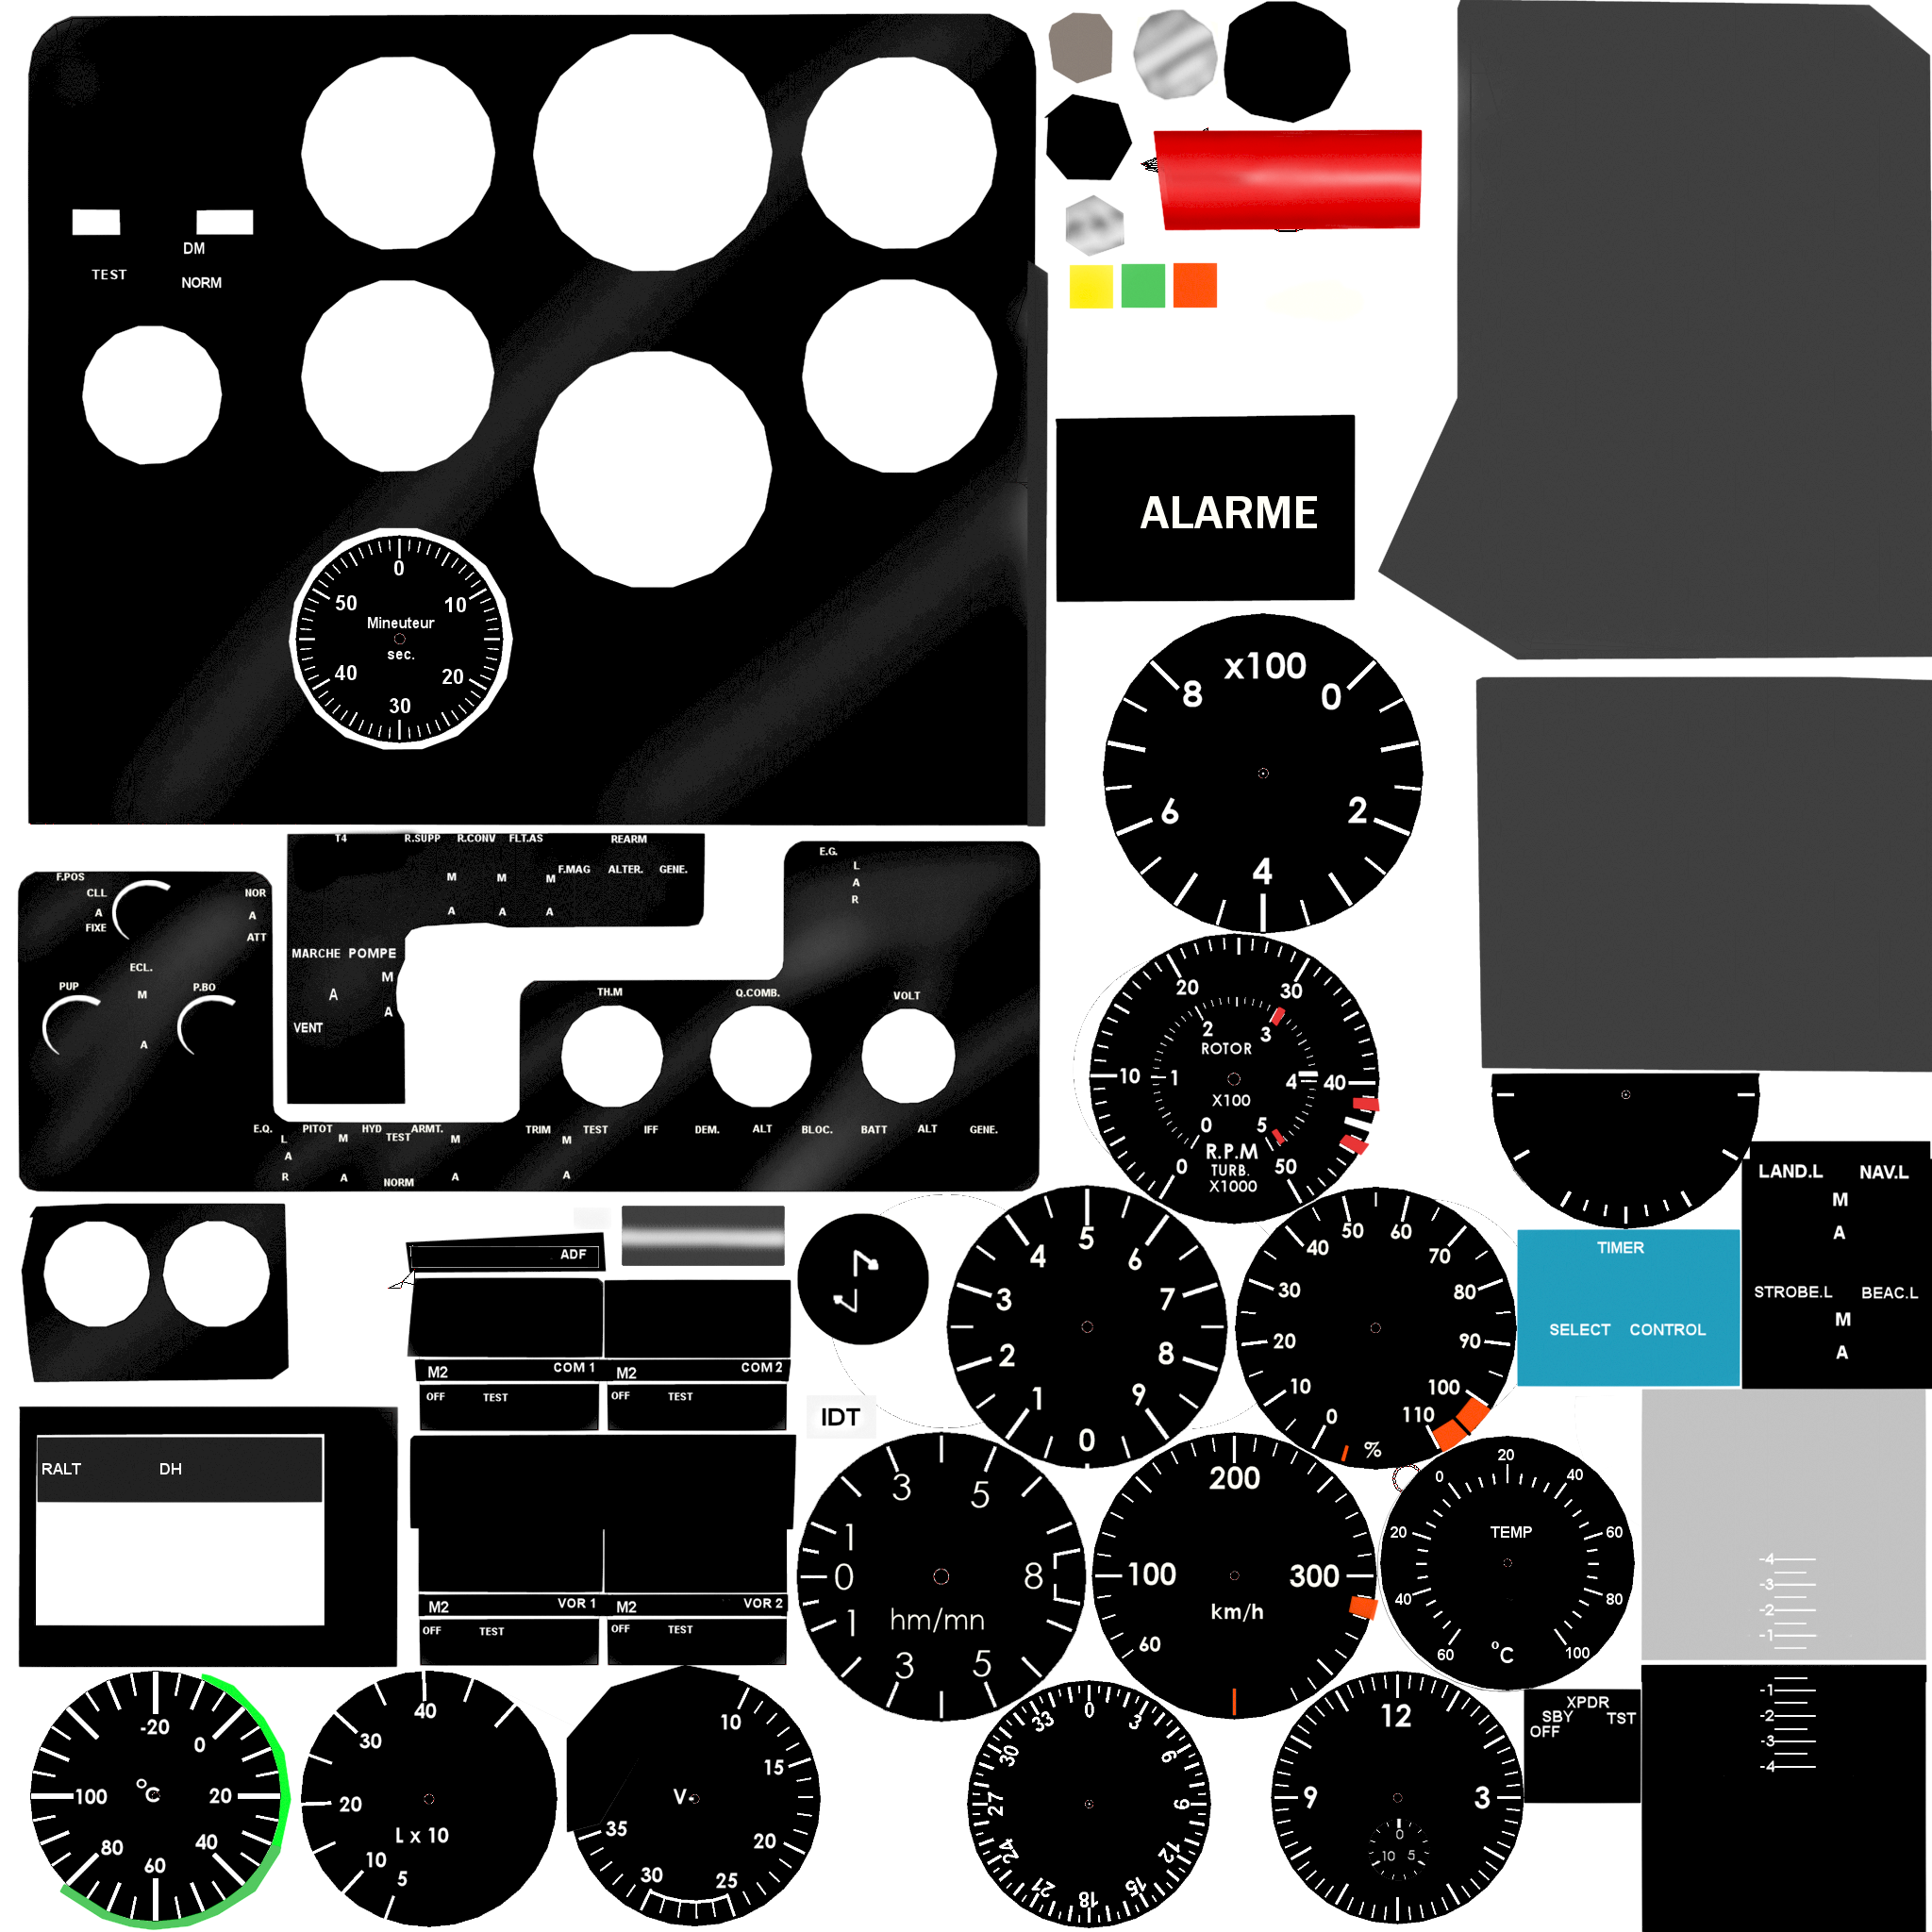 DM
TEST
NORM
0
50 10
Mineuteur
sec.
40 20
30
ALARME
x100
8 0
6 2
4
T4 R.SUPP R.CONV FLT.AS REARM
F.MAG ALTER. GENE.
M M M
A A A
MARCHE POMPE
M
A
A
VENT
E.G.
L
A
R
F.POS
CLL NOR
A A
FIXE ATT
ECL.
PUP M P.BO
A
TH.M Q.COMB. VOLT
E.Q. PITOT HYD ARMT. TRIM TEST IFF DEM. ALT BLOC. BATT ALT GENE.
L M TEST M M
A
R A NORM A A
20 30
2 3
ROTOR
10 1 4 40
X100
0 5
R.P.M
0 TURB. 50
X1000
LAND.L NAV.L
M
A
STROBE.L BEAC.L
M
A
TIMER
SELECT CONTROL
ADF
M2 COM 1 M2 COM 2
OFF TEST OFF TEST
IDT
5
4 6
3 7
2 8
1 9
0
50 60
40 70
30 80
20 90
10 100
0 110
%
RALT DH
M2 VOR 1 M2 VOR 2
OFF TEST OFF TEST
3 5
1
0 8
1
hm/mn
3 5
200
100 300
km/h
60
20
0 40
20 TEMP 60
40 80
60 °C 100
-4
-3
-2
-1
-1
-2
-3
-4
XPDR
SBY TST
OFF
-20
0
100 °C 20
80 40
60
40
30
20
L x 10
10
5
10
15
V
35 20
30 25
0
33 3
30 6
27 9
24 12
21 15
18
12
9 3
0
10 5